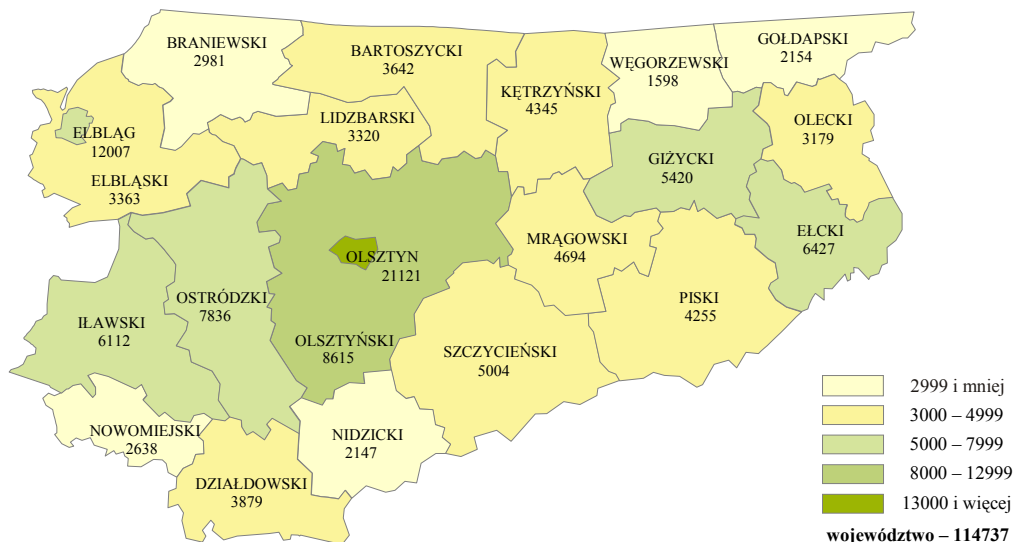 BRANIEWSKI
2981
BARTOSZYCKI
3642
WĘGORZEWSKI
1598
GOŁDAPSKI
2154
KĘTRZYŃSKI
4345
LIDZBARSKI
3320
OLECKI
3179
ELBLĄG
12007
GIŻYCKI
5420
ELBLĄSKI
3363
EŁCKI
6427
MRĄGOWSKI
4694
OLSZTYN
21121
OSTRÓDZKI
7836
PISKI
4255
IŁAWSKI
6112
OLSZTYŃSKI
8615
SZCZYCIEŃSKI
5004
NOWOMIEJSKI
2638
NIDZICKI
2147
DZIAŁDOWSKI
3879
2999 i mniej
3000 – 4999
5000 – 7999
8000 – 12999
13000 i więcej
województwo – 114737